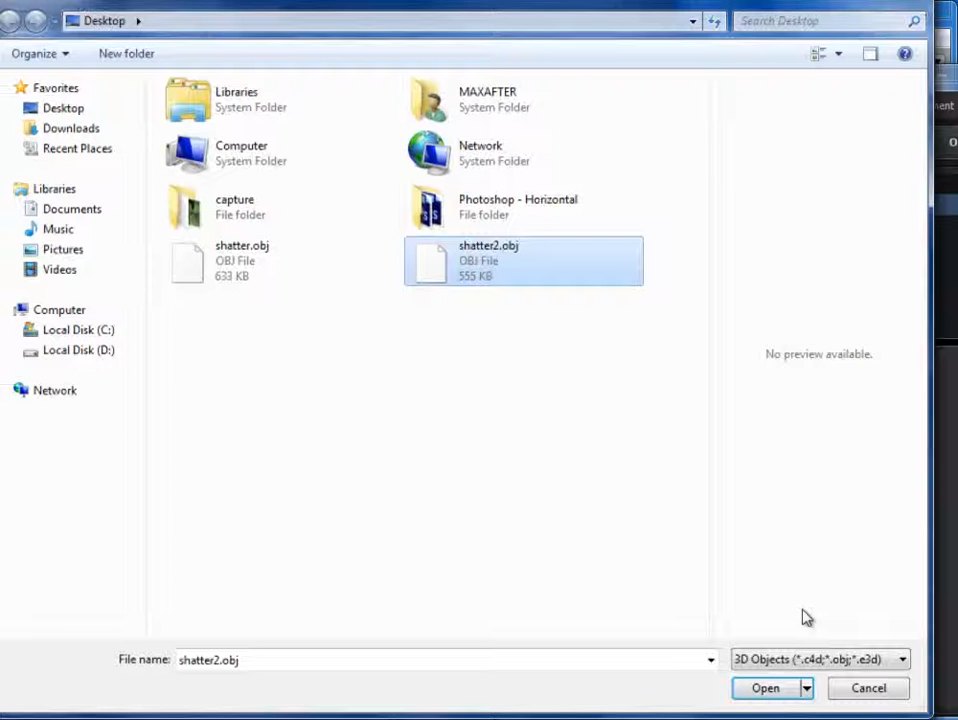 Desktop
Search Desktop
Organize
New folder
Favorites
Desktop
Downloads
Recent Places
Libraries
Documents
Music
Pictures
Videos
Computer
Local Disk (C:)
Local Disk (D:)
Network
Libraries
System Folder
MAXAFTER
System Folder
Computer
System Folder
Network
System Folder
capture
File folder
Photoshop - Horizontal
File folder
shatter.obj
OBJ File
633 KB
shatter2.obj
OBJ File
555 KB
No preview available.
ment
File name:
shatter2.obj
3D Objects (*.c4d;*.obj;*.e3d)
Open
Cancel